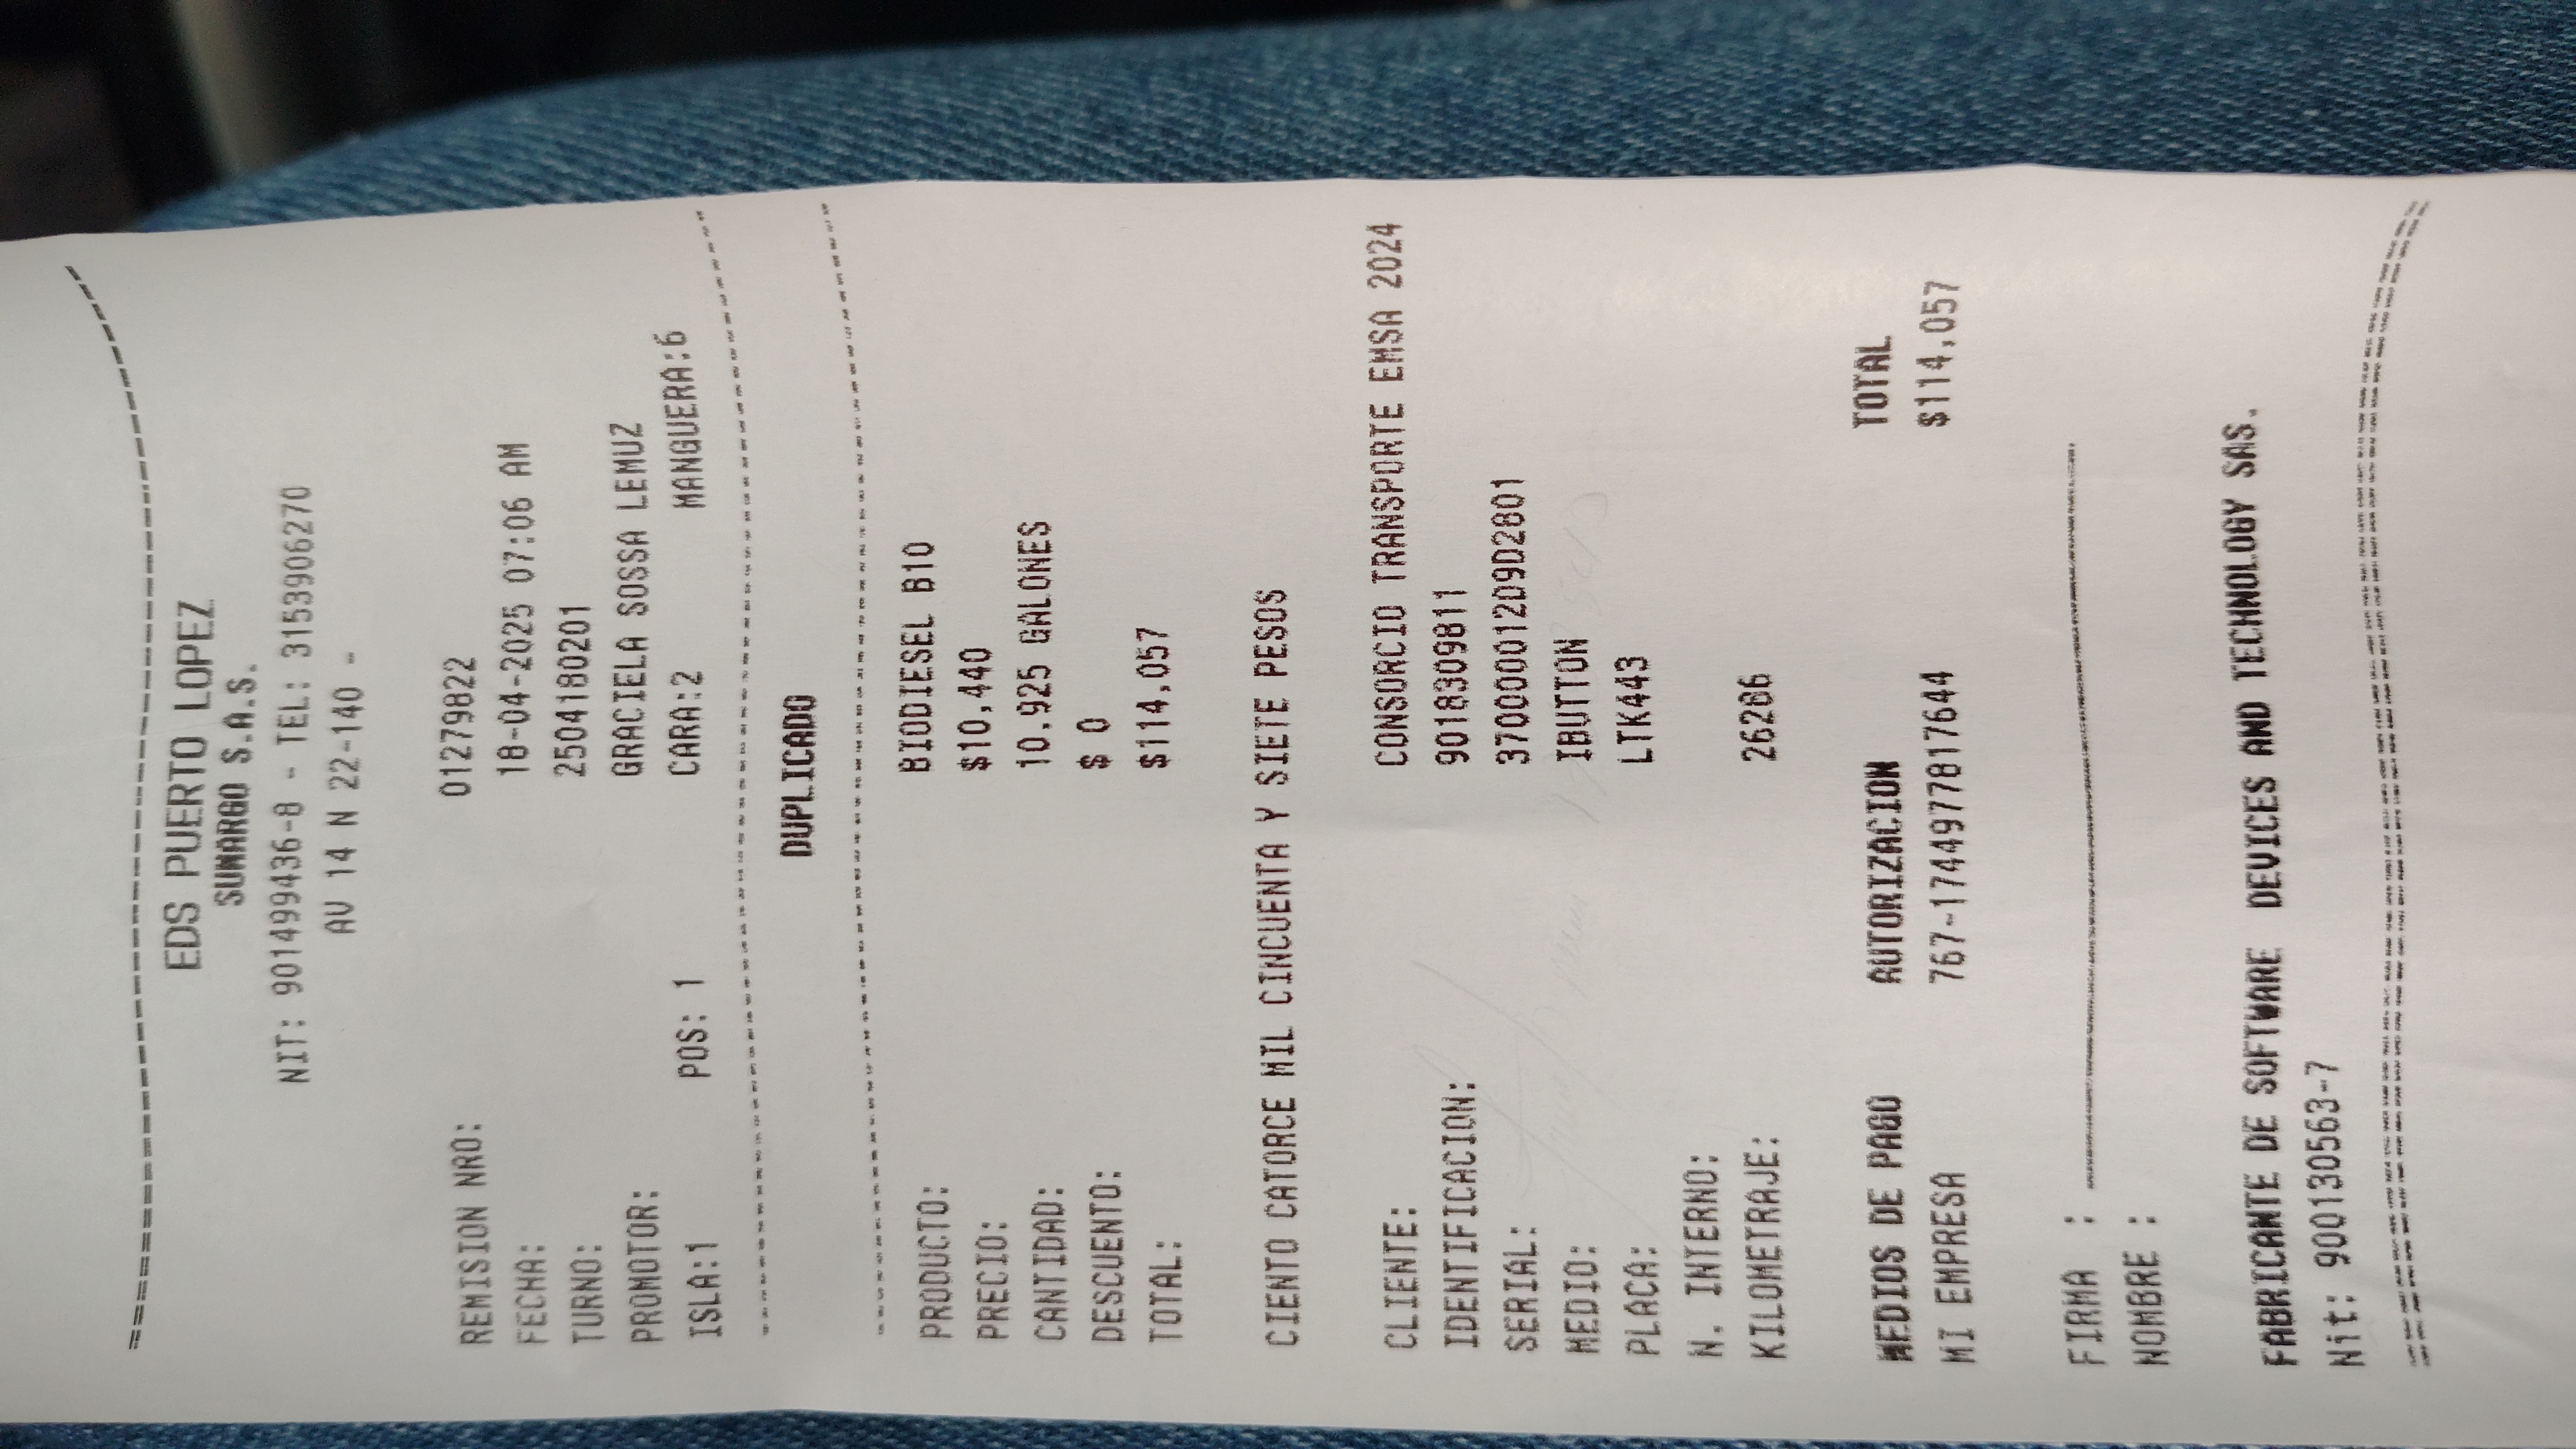 EDS PUERTO LOPEZ
SUMARGO S.A.S.
NIT: 901499436-8 - TEL: 3153906270
AV 14 N 22-140 -
REMISION NRO: 01279822
FECHA: 18-04-2025 07:06 AM
TURNO: 2504180201
PROMOTOR: GRACIELA SOSSA LEMUZ
ISLA:1 POS: 1 CARA:2 MANGUERA:6
DUPLICADO
PRODUCTO: BIODIESEL B10
PRECIO: $10,440
CANTIDAD: 10.925 GALONES
DESCUENTO: $ 0
TOTAL: $114,057
CIENTO CATORCE MIL CINCUENTA Y SIETE PESOS
CLIENTE: CONSORCIO TRANSPORTE EMSA 2024
IDENTIFICACION: 9018309811
SERIAL: 370000012D9D2801
MEDIO: IBUTTON
PLACA: LTK443
N. INTERNO:
KILOMETRAJE: 26286
MEDIOS DE PAGO AUTORIZACION TOTAL
MI EMPRESA 767-1744977817644 $114,057
FIRMA :
NOMBRE :
FABRICANTE DE SOFTWARE DEVICES AND TECHNOLOGY SAS.
Nit: 900130563-7